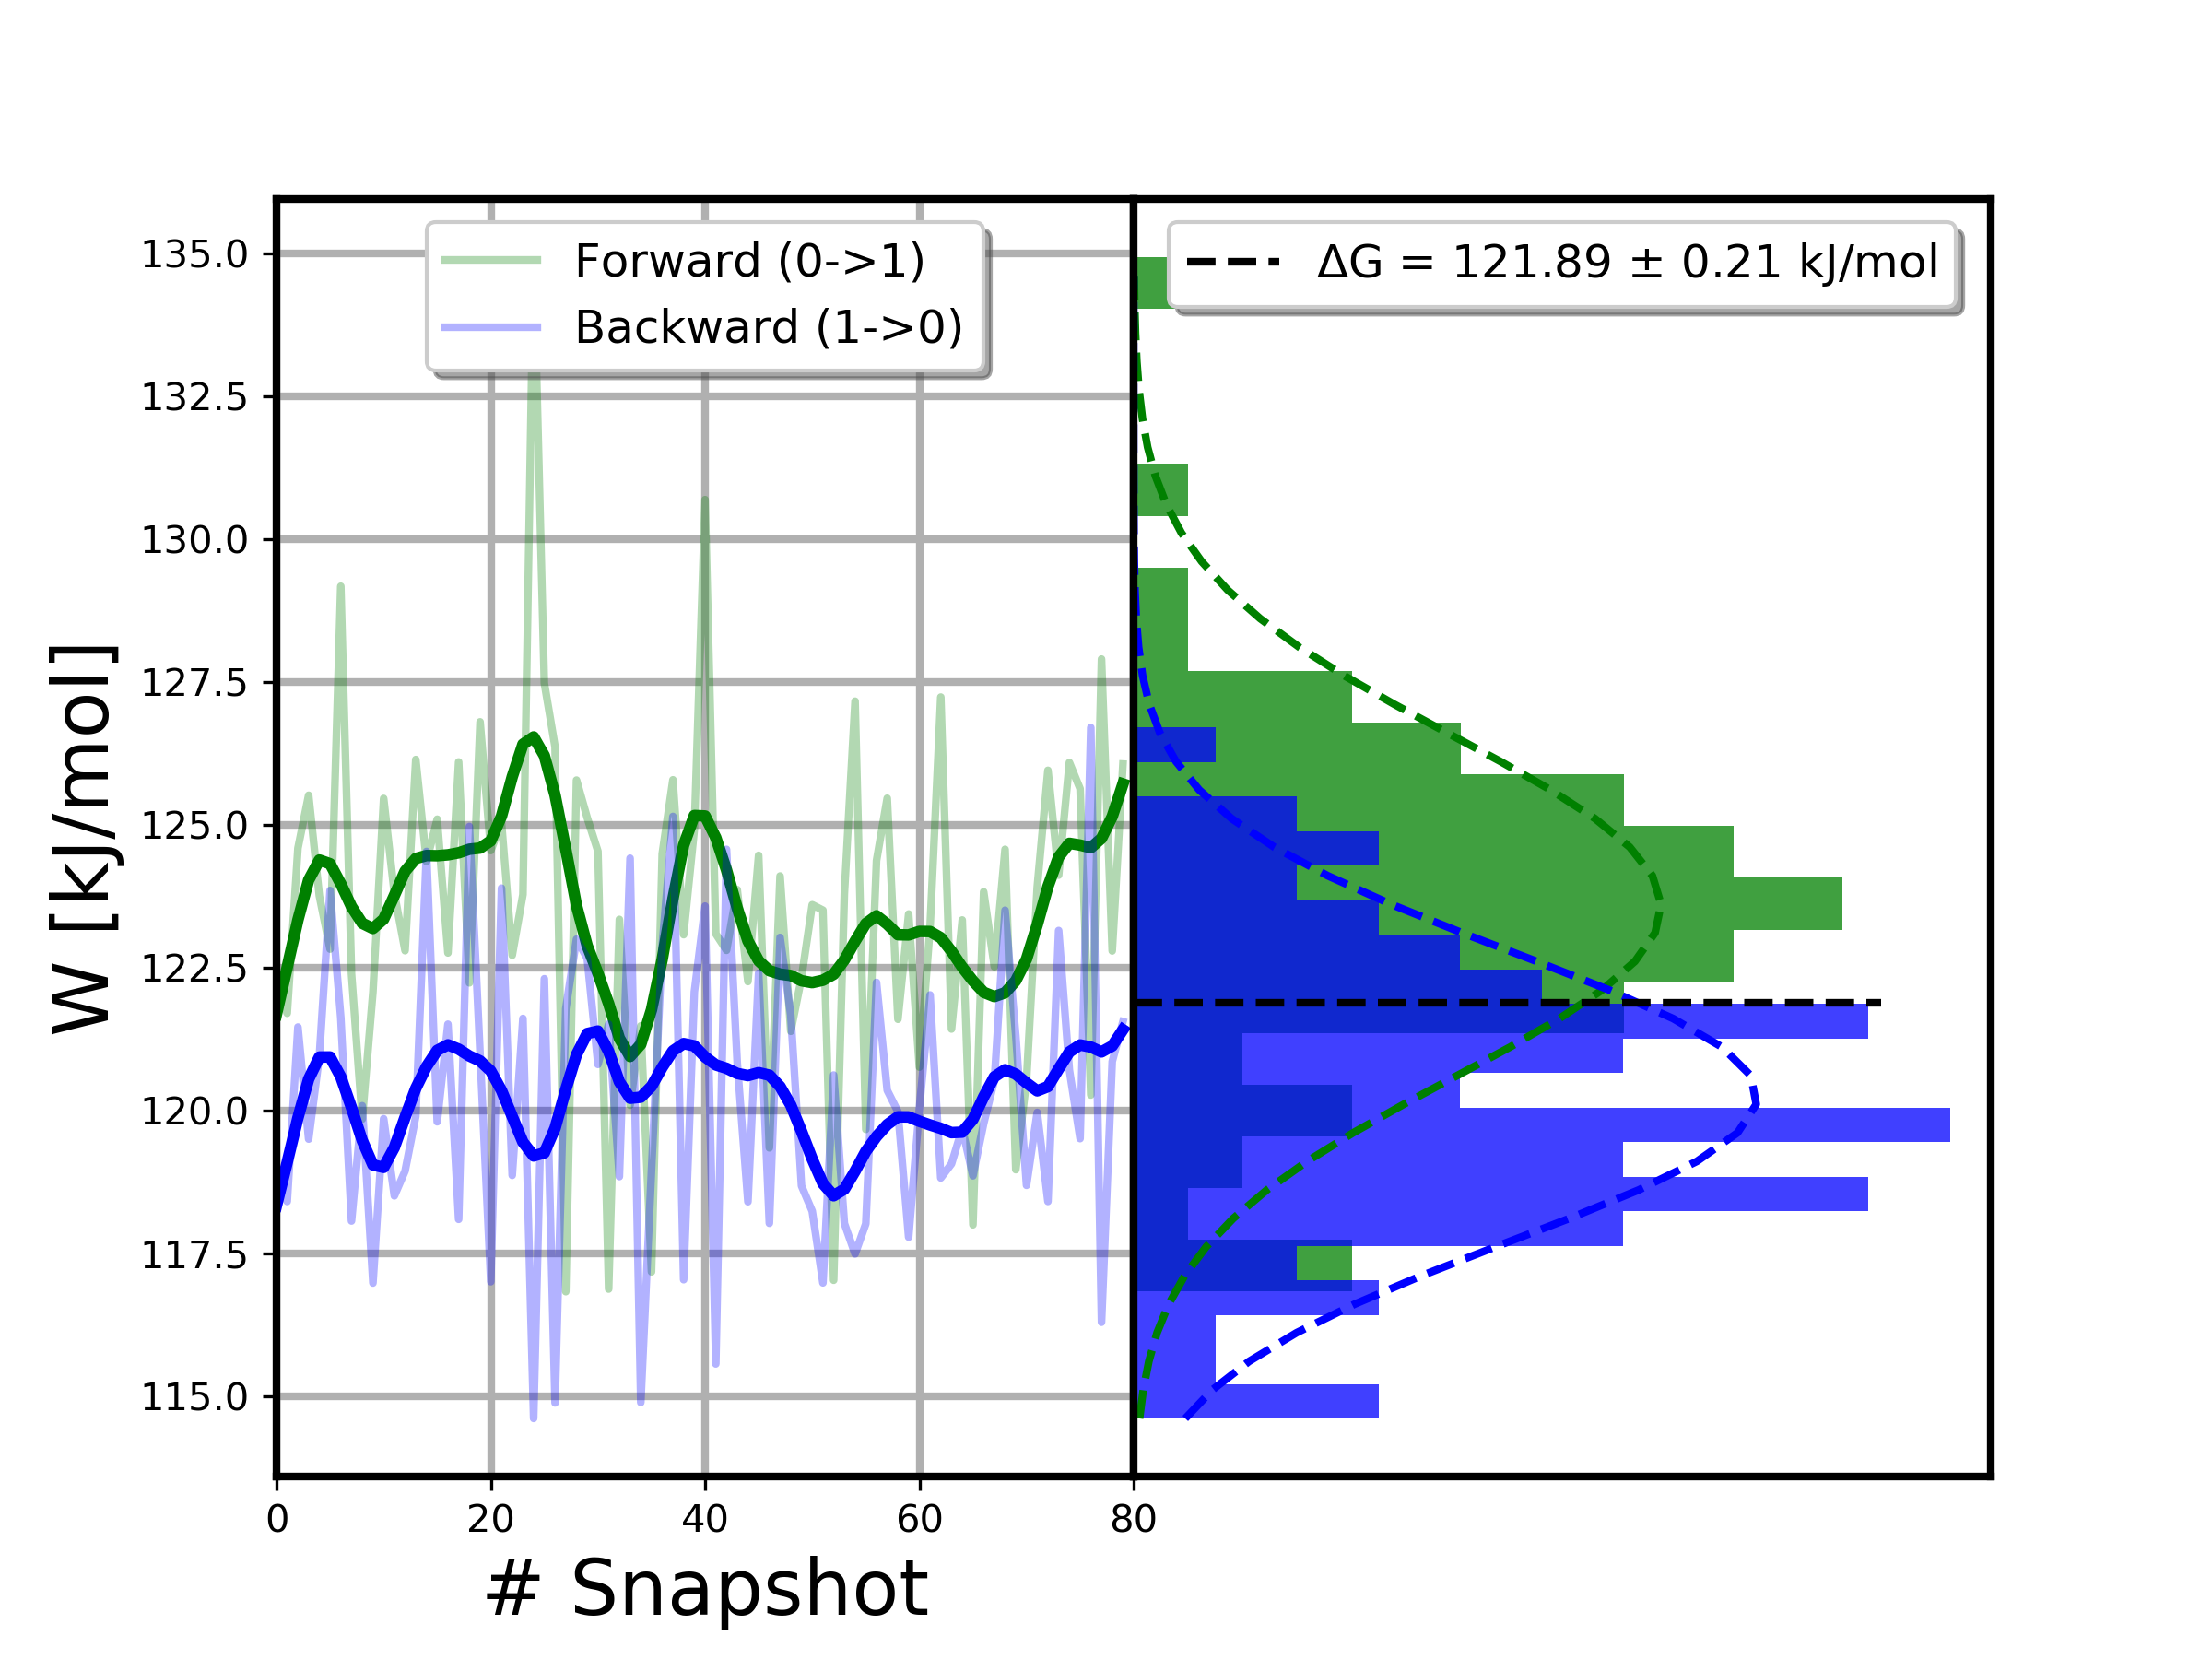 W [kJ/mol]
135.0
132.5
130.0
127.5
125.0
122.5
120.0
117.5
115.0
Forward (0->1)
Backward (1->0)
ΔG = 121.89 ± 0.21 kJ/mol
0 20 40 60 80
# Snapshot